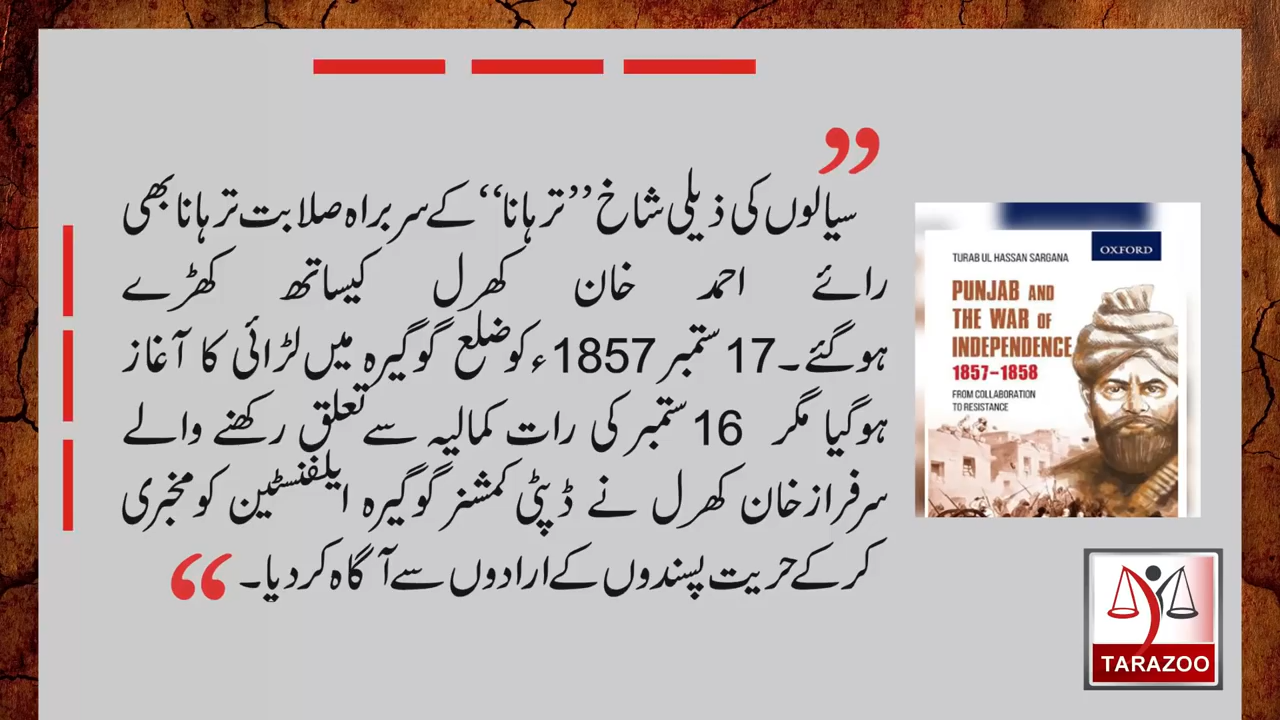 سیالوں کی ذیلی شاخ ’’ترہانا‘‘ کے سربراہ صلابت ترہانا بھی
رائے احمد خان کھرل کیساتھ کھڑے
ہوگئے۔17 ستمبر 1857ء کو ضلع گوگیرہ میں لڑائی کا آغاز
ہوگیا مگر 16 ستمبر کی رات کمالیہ سے تعلق رکھنے والے
سرفراز خان کھرل نے ڈپٹی کمشنر گوگیرہ ایلفنسٹین کو مخبری
کرکے حریت پسندوں کے ارادوں سے آگاہ کردیا۔
OXFORD
TURAB UL HASSAN SARGANA
PUNJAB AND
THE WAR OF
INDEPENDENCE
1857–1858
FROM COLLABORATION
TO RESISTANCE
TARAZOO